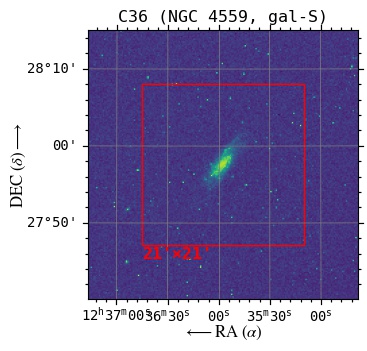 C36 (NGC 4559, gal-S)
28°10'
00'
27°50'
DEC (δ) ⟶
21'×21'
12ʰ37ᵐ00ˢ 36ᵐ30ˢ 00ˢ 35ᵐ30ˢ 00ˢ
⟵ RA (α)